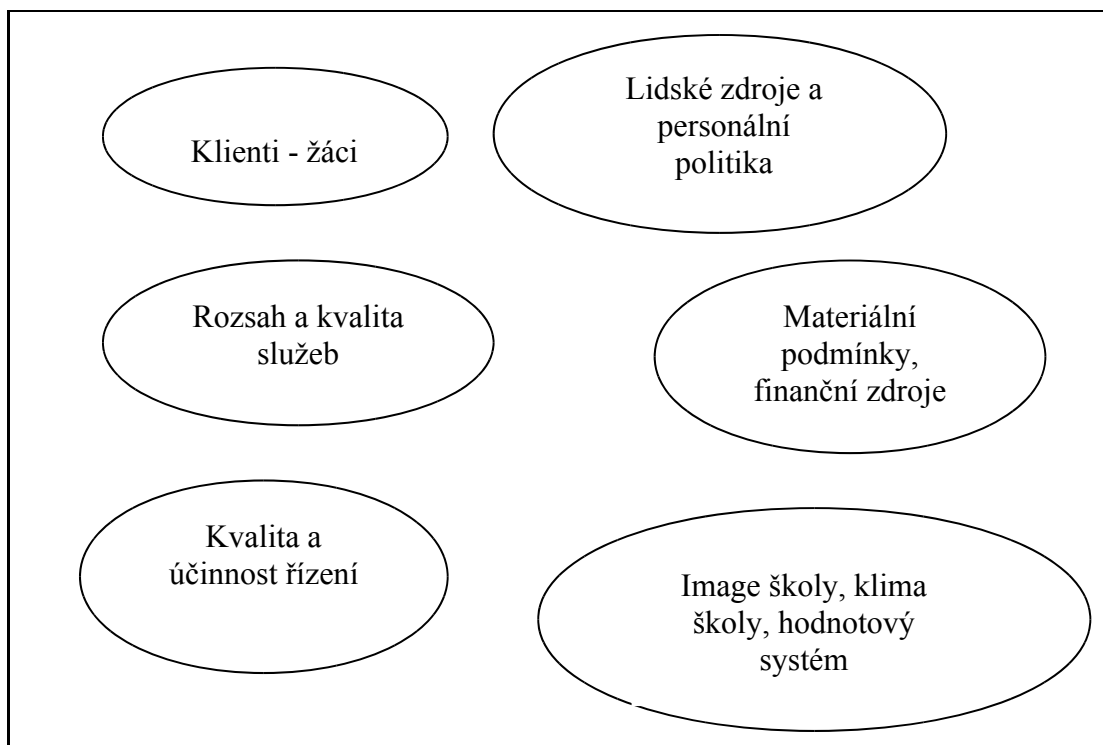 Klienti - žáci
Lidské zdroje a
personální
politika
Rozsah a kvalita
služeb
Materiální
podmínky,
finanční zdroje
Kvalita a
účinnost řízení
Image školy, klima
školy, hodnotový
systém